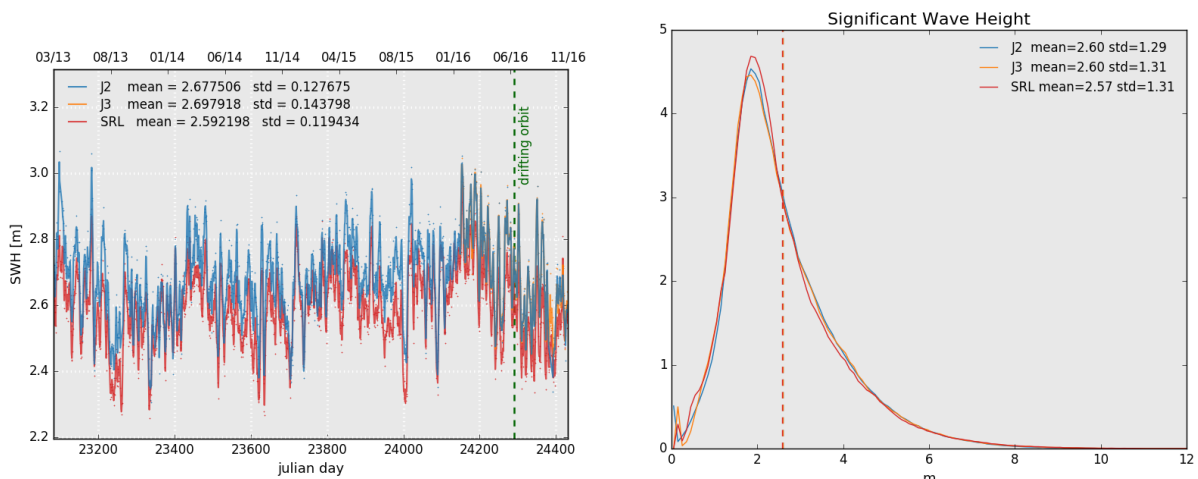 03/13 08/13 01/14 06/14 11/14 04/15 08/15 01/16 06/16 11/16
J2 mean = 2.677506 std = 0.127675
J3 mean = 2.697918 std = 0.143798
SRL mean = 2.592198 std = 0.119434
drifting orbit
SWH [m]
3.2
3.0
2.8
2.6
2.4
2.2
23200 23400 23600 23800 24000 24200 24400
julian day
Significant Wave Height
J2 mean=2.60 std=1.29
J3 mean=2.60 std=1.31
SRL mean=2.57 std=1.31
5
4
3
2
1
0
0 2 4 6 8 10 12
m